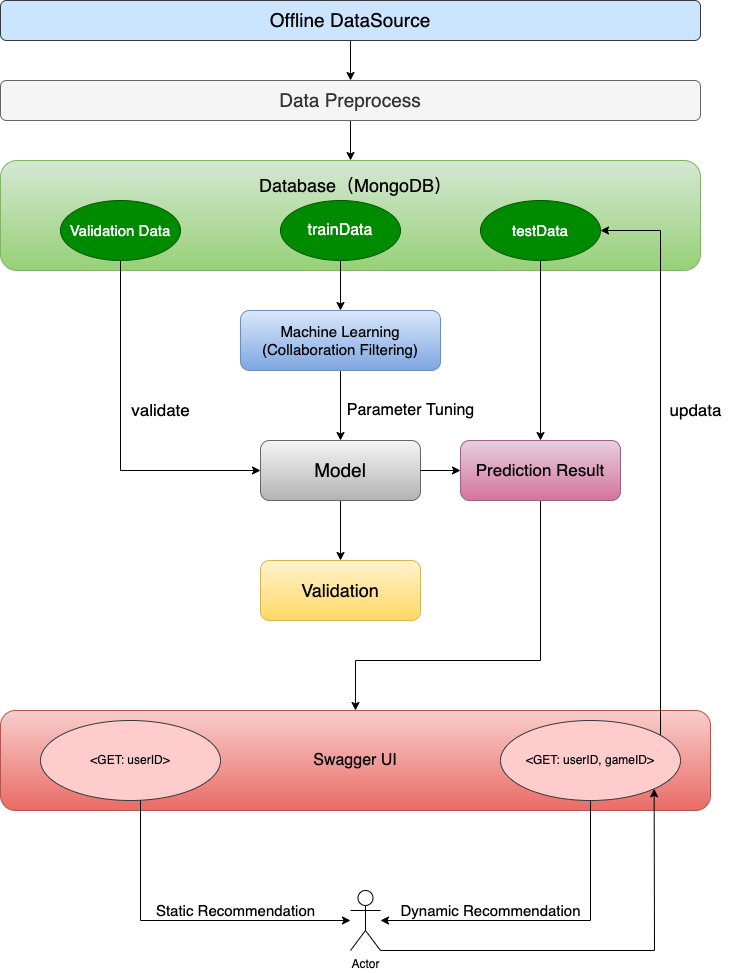 Offline DataSource
Data Preprocess
Database（MongoDB）
Validation Data
trainData
testData
Machine Learning
(Collaboration Filtering)
validate
Parameter Tuning
updata
Model
Prediction Result
Validation
<GET: userID>
Swagger UI
<GET: userID, gameID>
Static Recommendation
Dynamic Recommendation
Actor